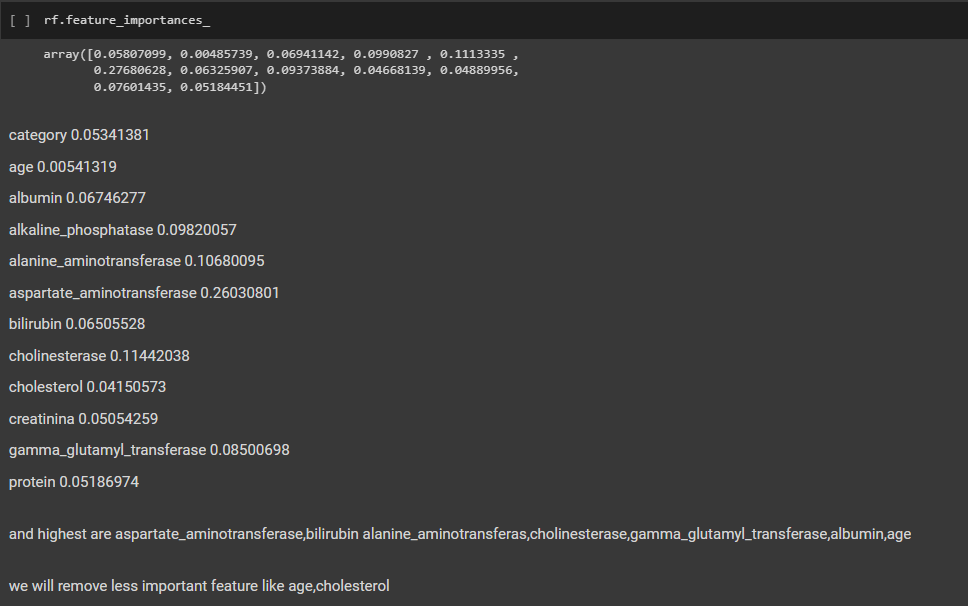 [ ] rf.feature_importances_
array([0.05807099, 0.00485739, 0.06941142, 0.0990827 , 0.1113335 ,
0.27680628, 0.06325907, 0.09373884, 0.04668139, 0.04889956,
0.07601435, 0.05184451])
category 0.05341381
age 0.00541319
albumin 0.06746277
alkaline_phosphatase 0.09820057
alanine_aminotransferase 0.10680095
aspartate_aminotransferase 0.26030801
bilirubin 0.06505528
cholinesterase 0.11442038
cholesterol 0.04150573
creatinina 0.05054259
gamma_glutamyl_transferase 0.08500698
protein 0.05186974
and highest are aspartate_aminotransferase,bilirubin alanine_aminotransferas,cholinesterase,gamma_glutamyl_transferase,albumin,age
we will remove less important feature like age,cholesterol